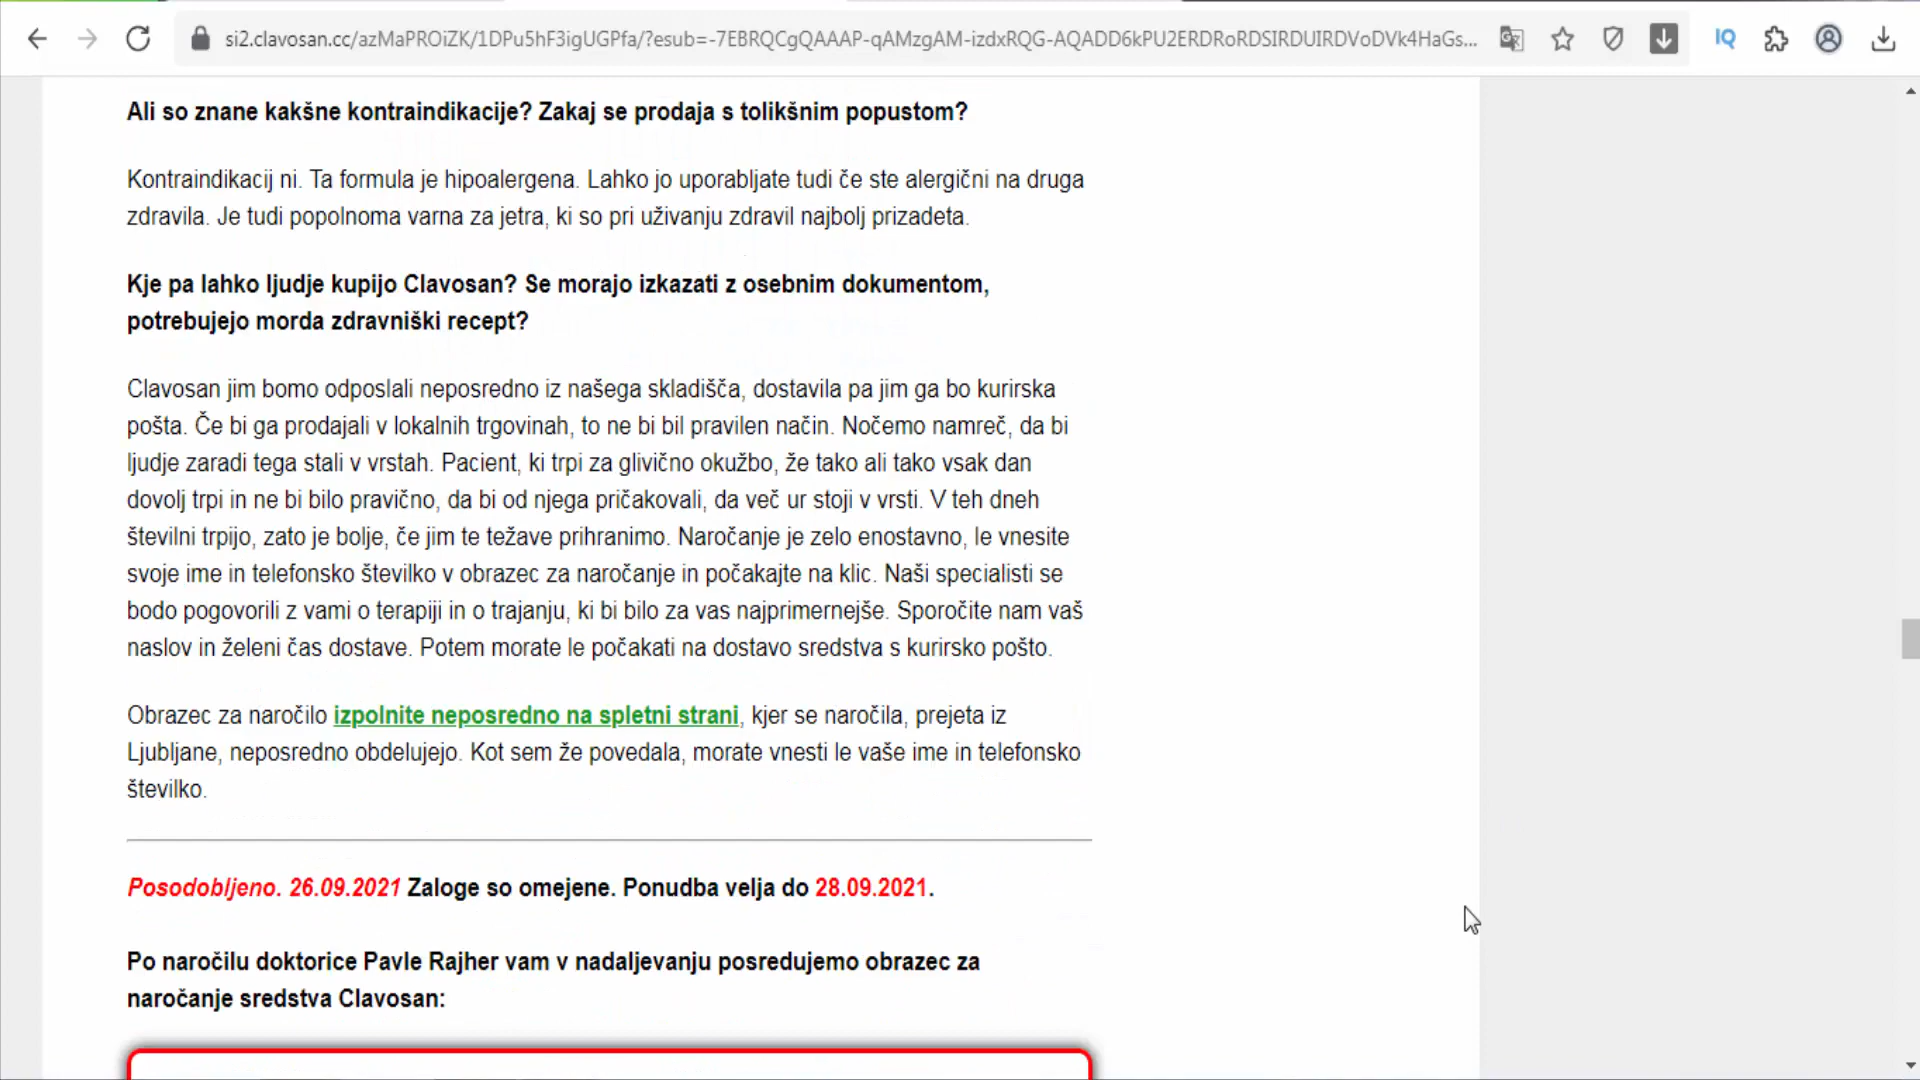 si2.clavosan.cc/azMaPROiZK/1DPu5hF3igUGPfa/?esub=-7EBRQCgQAAAP-qAMzgAM-izdxRQG-AQADD6kPU2ERDRoRDSIRDUIRDVoDVk4HaGs...
IQ
Ali so znane kakšne kontraindikacije? Zakaj se prodaja s tolikšnim popustom?
Kontraindikacij ni. Ta formula je hipoalergena. Lahko jo uporabljate tudi če ste alergični na druga
zdravila. Je tudi popolnoma varna za jetra, ki so pri uživanju zdravil najbolj prizadeta.
Kje pa lahko ljudje kupijo Clavosan? Se morajo izkazati z osebnim dokumentom,
potrebujejo morda zdravniški recept?
Clavosan jim bomo odposlali neposredno iz našega skladišča, dostavila pa jim ga bo kurirska
pošta. Če bi ga prodajali v lokalnih trgovinah, to ne bi bil pravilen način. Nočemo namreč, da bi
ljudje zaradi tega stali v vrstah. Pacient, ki trpi za glivično okužbo, že tako ali tako vsak dan
dovolj trpi in ne bi bilo pravično, da bi od njega pričakovali, da več ur stoji v vrsti. V teh dneh
številni trpijo, zato je bolje, če jim te težave prihranimo. Naročanje je zelo enostavno, le vnesite
svoje ime in telefonsko številko v obrazec za naročanje in počakajte na klic. Naši specialisti se
bodo pogovorili z vami o terapiji in o trajanju, ki bi bilo za vas najprimernejše. Sporočite nam vaš
naslov in želeni čas dostave. Potem morate le počakati na dostavo sredstva s kurirsko pošto.
Obrazec za naročilo izpolnite neposredno na spletni strani, kjer se naročila, prejeta iz
Ljubljane, neposredno obdelujejo. Kot sem že povedala, morate vnesti le vaše ime in telefonsko
številko.
Posodobljeno. 26.09.2021 Zaloge so omejene. Ponudba velja do 28.09.2021.
Po naročilu doktorice Pavle Rajher vam v nadaljevanju posredujemo obrazec za
naročanje sredstva Clavosan: